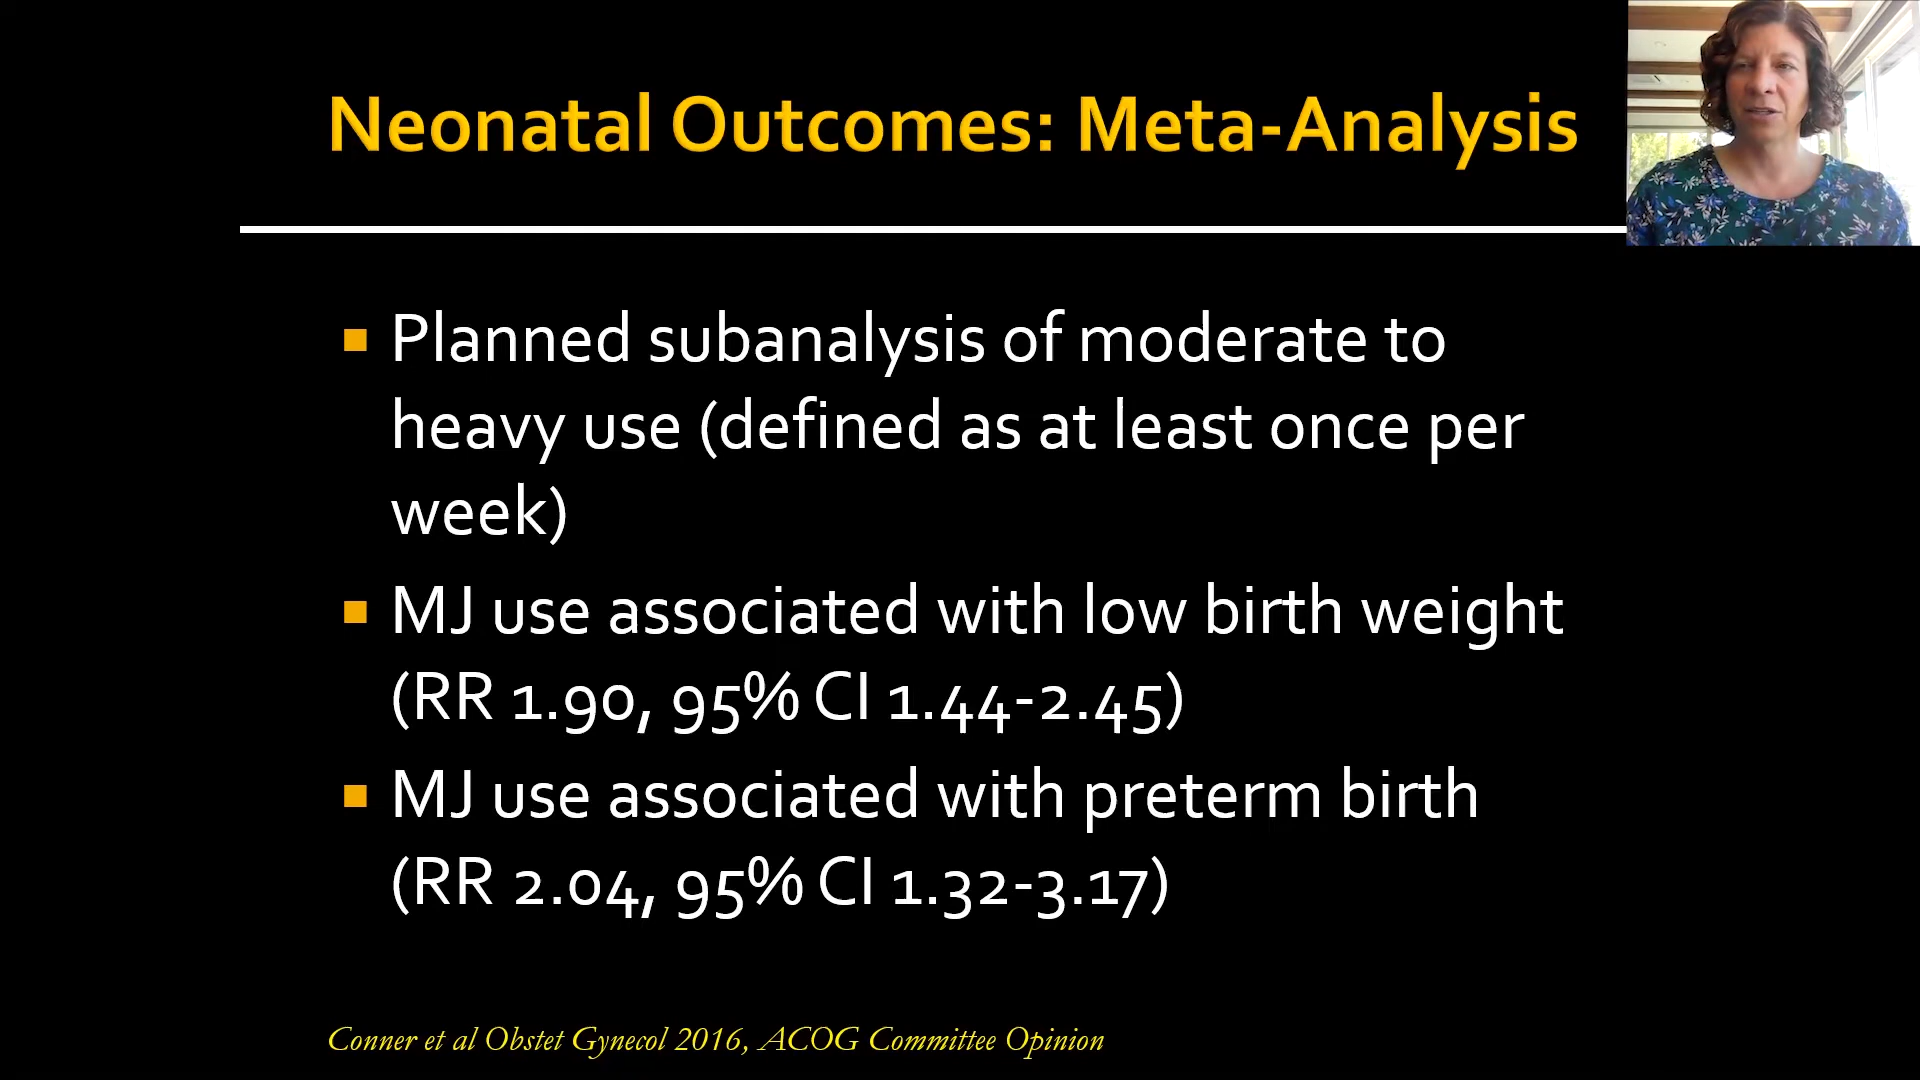 Neonatal Outcomes: Meta-Analysis
Planned subanalysis of moderate to
heavy use (defined as at least once per
week)
MJ use associated with low birth weight
(RR 1.90, 95% CI 1.44-2.45)
MJ use associated with preterm birth
(RR 2.04, 95% CI 1.32-3.17)
Conner et al Obstet Gynecol 2016, ACOG Committee Opinion